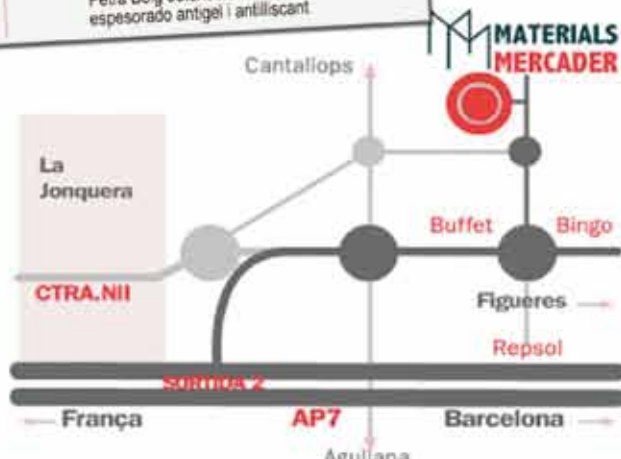 espesorado antigel i antilliscant
MATERIALS
MERCADER
Cantallops
La
Jonquera
Buffet
Bingo
CTRA.NII
Figueres
Repsol
SORTIDA 2
França
AP7
Barcelona
Agullana